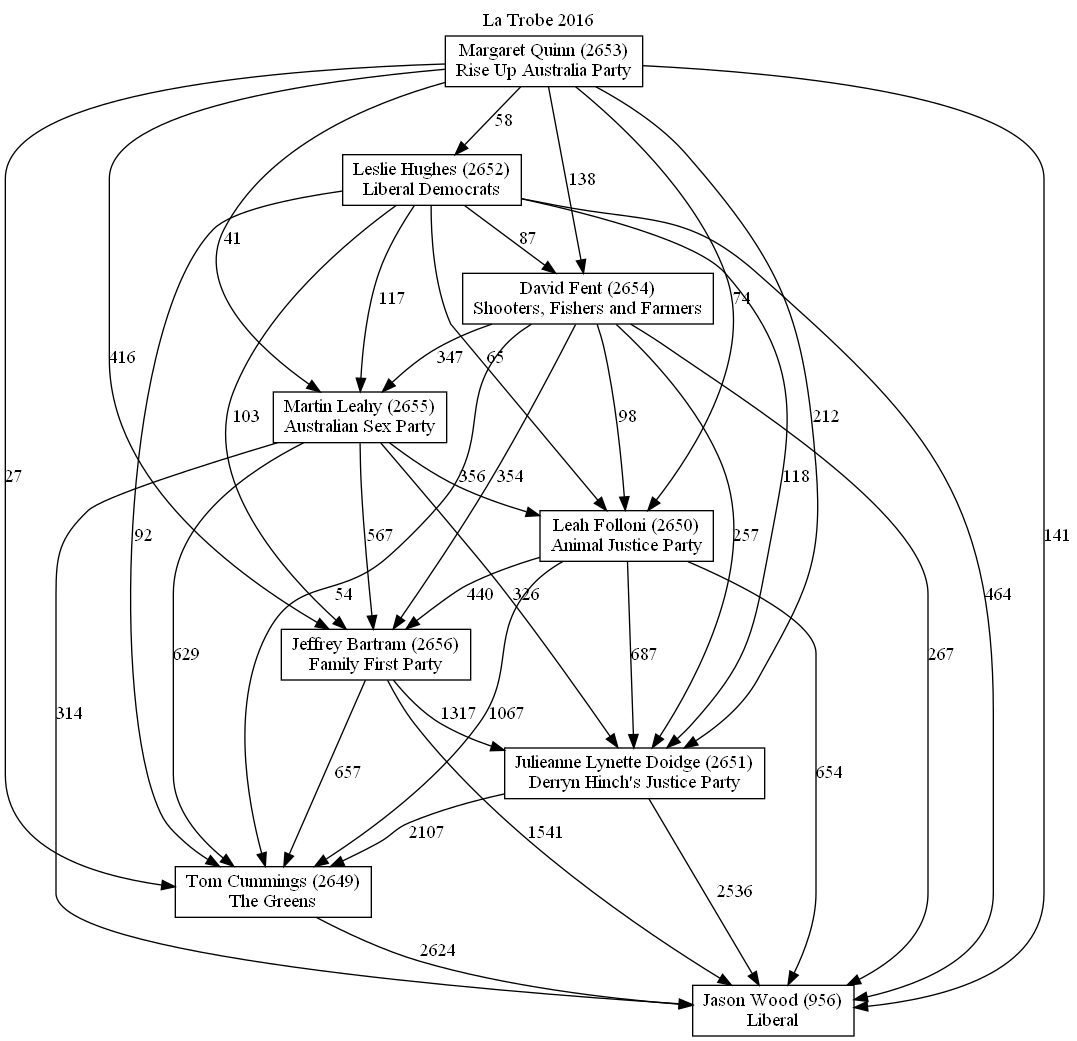 La Trobe 2016
Margaret Quinn (2653)
Rise Up Australia Party
58
Leslie Hughes (2652)
Liberal Democrats
138
41
117
87
David Fent (2654)
Shooters, Fishers and Farmers
74
416
347
65
Martin Leahy (2655)
Australian Sex Party
103
98
212
27
356
354
118
92
567
257
Leah Folloni (2650)
Animal Justice Party
141
54
440
326
464
629
Jeffrey Bartram (2656)
Family First Party
687
267
314
1317
1067
657
Julieanne Lynette Doidge (2651)
Derryn Hinch's Justice Party
654
2107
1541
Tom Cummings (2649)
The Greens
2536
2624
Jason Wood (956)
Liberal